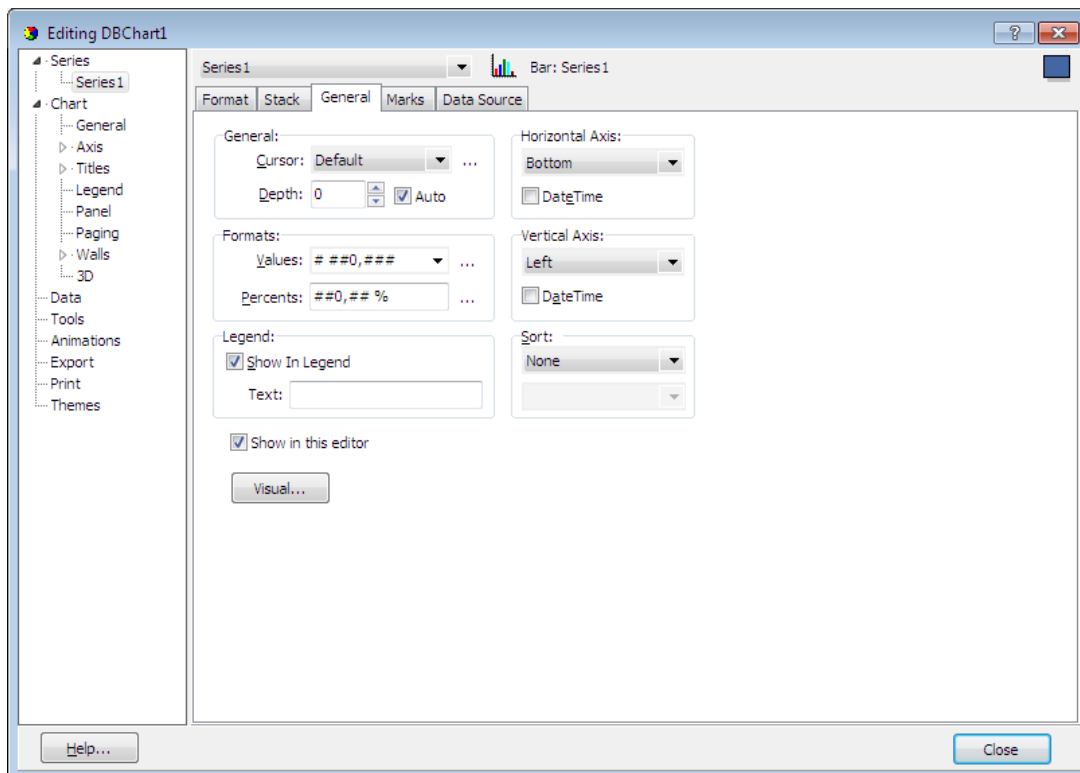 Editing DBChart1
Series
Series1
Chart
General
Axis
Titles
Legend
Panel
Paging
Walls
3D
Data
Tools
Animations
Export
Print
Themes
Series1 Bar: Series1
Format Stack General Marks Data Source
General:
Cursor: Default ...
Depth: 0 Auto
Horizontal Axis:
Bottom
DateTime
Formats:
Values: # ##0,### ...
Percents: ##0,## % ...
Vertical Axis:
Left
DateTime
Legend:
Show In Legend
Text:
Sort:
None
Show in this editor
Visual...
Help... Close